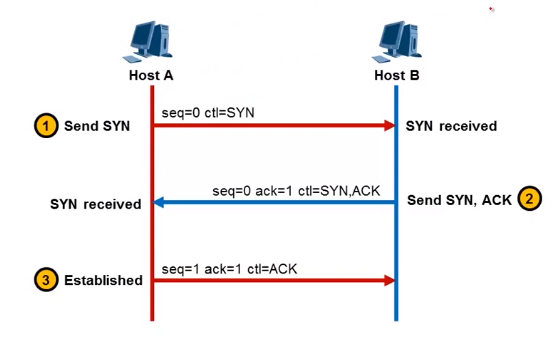 Host A
Host B
seq=0 ctl=SYN
1 Send SYN
SYN received
seq=0 ack=1 ctl=SYN,ACK
SYN received
Send SYN, ACK 2
seq=1 ack=1 ctl=ACK
3 Established